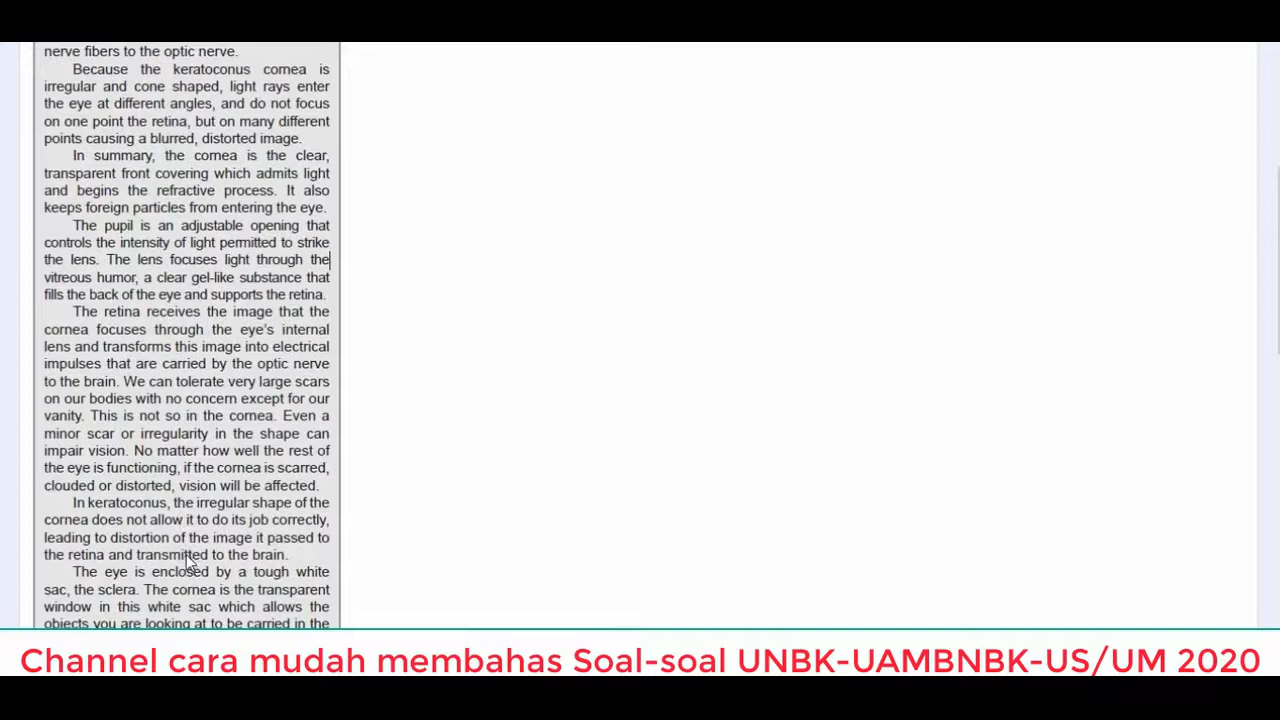 nerve fibers to the optic nerve.
Because the keratoconus cornea is
irregular and cone shaped, light rays enter
the eye at different angles, and do not focus
on one point the retina, but on many different
points causing a blurred, distorted image.
In summary, the cornea is the clear,
transparent front covering which admits light
and begins the refractive process. It also
keeps foreign particles from entering the eye.
The pupil is an adjustable opening that
controls the intensity of light permitted to strike
the lens. The lens focuses light through the
vitreous humor, a clear gel-like substance that
fills the back of the eye and supports the retina.
The retina receives the image that the
cornea focuses through the eye's internal
lens and transforms this image into electrical
impulses that are carried by the optic nerve
to the brain. We can tolerate very large scars
on our bodies with no concern except for our
vanity. This is not so in the cornea. Even a
minor scar or irregularity in the shape can
impair vision. No matter how well the rest of
the eye is functioning, if the cornea is scarred,
clouded or distorted, vision will be affected.
In keratoconus, the irregular shape of the
cornea does not allow it to do its job correctly,
leading to distortion of the image it passed to
the retina and transmitted to the brain.
The eye is enclosed by a tough white
sac, the sclera. The cornea is the transparent
window in this white sac which allows the
objects you are looking at to be carried in the
Channel cara mudah membahas Soal-soal UNBK-UAMBNBK-US/UM 2020